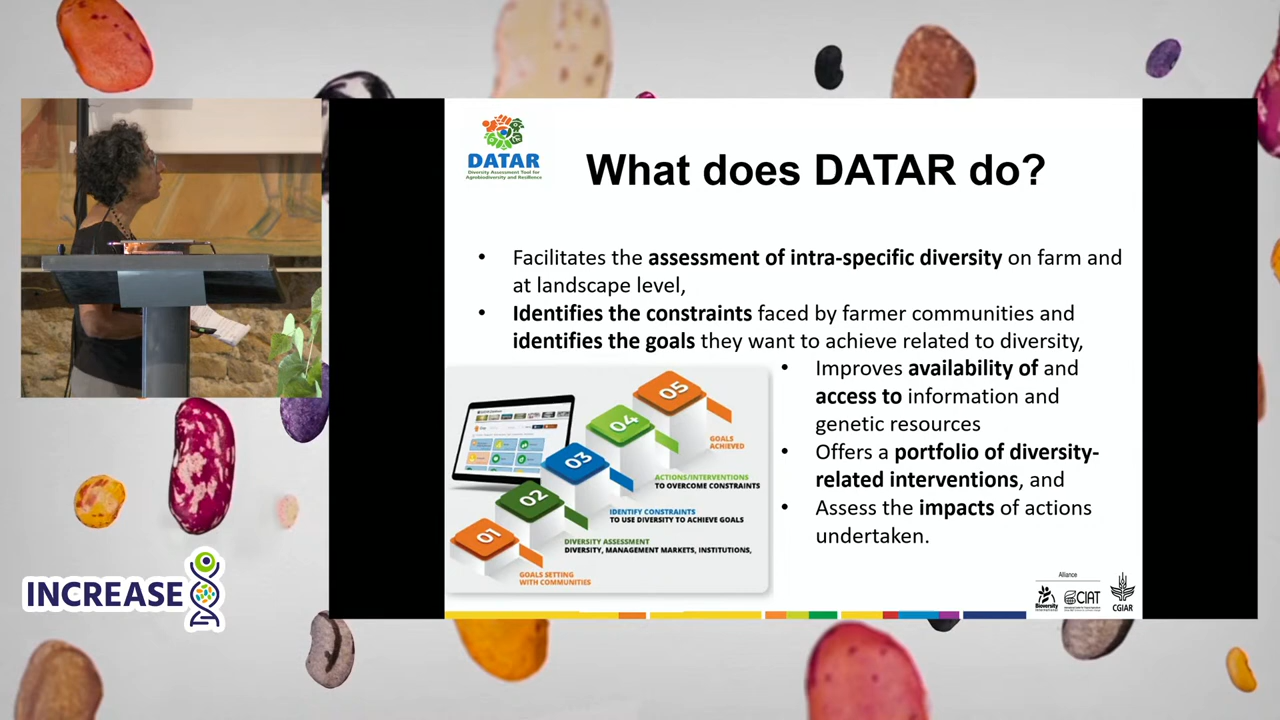 DATAR
Diversity Assessment Tool for
Agrobiodiversity and Resilience
What does DATAR do?
• Facilitates the assessment of intra-specific diversity on farm and
at landscape level,
• Identifies the constraints faced by farmer communities and
identifies the goals they want to achieve related to diversity,
• Improves availability of and
access to information and
genetic resources
• Offers a portfolio of diversity-
related interventions, and
• Assess the impacts of actions
undertaken.
05
GOALS
ACHIEVED
04
ACTIONS/INTERVENTIONS
TO OVERCOME CONSTRAINTS
03
IDENTIFY CONSTRAINTS
TO USE DIVERSITY TO ACHIEVE GOALS
02
DIVERSITY ASSESSMENT
DIVERSITY, MANAGEMENT MARKETS, INSTITUTIONS,
01
GOALS SETTING
WITH COMMUNITIES
Alliance
Bioversity
International
CIAT
CGIAR
INCREASE